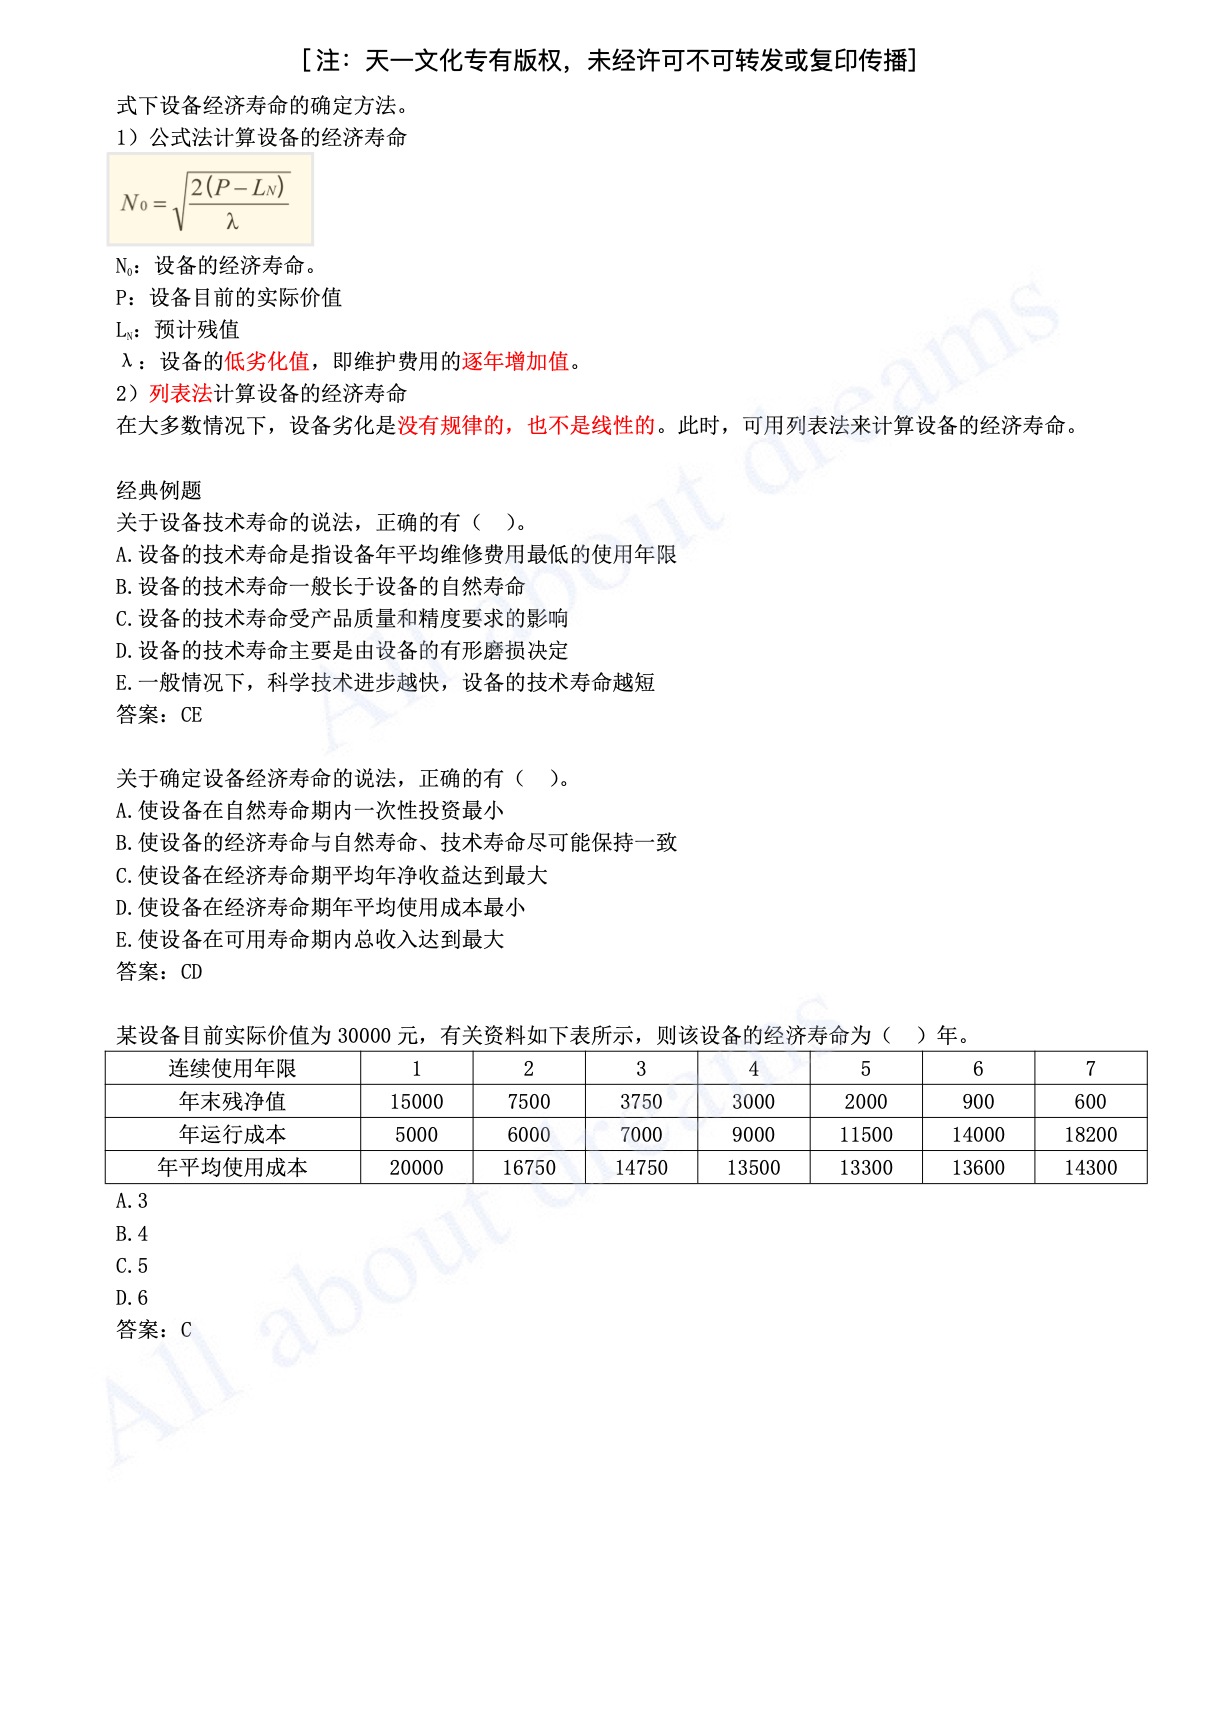 [注：天一文化专有版权，未经许可不可转发或复印传播]
式下设备经济寿命的确定方法。
1）公式法计算设备的经济寿命
N₀ = √(2(P − L_N) / λ)
N₀：设备的经济寿命。
P：设备目前的实际价值
L_N：预计残值
λ：设备的低劣化值，即维护费用的逐年增加值。
2）列表法计算设备的经济寿命
在大多数情况下，设备劣化是没有规律的，也不是线性的。此时，可用列表法来计算设备的经济寿命。
经典例题
关于设备技术寿命的说法，正确的有（ ）。
A.设备的技术寿命是指设备年平均维修费用最低的使用年限
B.设备的技术寿命一般长于设备的自然寿命
C.设备的技术寿命受产品质量和精度要求的影响
D.设备的技术寿命主要是由设备的有形磨损决定
E.一般情况下，科学技术进步越快，设备的技术寿命越短
答案：CE
关于确定设备经济寿命的说法，正确的有（ ）。
A.使设备在自然寿命期内一次性投资最小
B.使设备的经济寿命与自然寿命、技术寿命尽可能保持一致
C.使设备在经济寿命期平均年净收益达到最大
D.使设备在经济寿命期年平均使用成本最小
E.使设备在可用寿命期内总收入达到最大
答案：CD
某设备目前实际价值为 30000 元，有关资料如下表所示，则该设备的经济寿命为（ ）年。
连续使用年限 1 2 3 4 5 6 7
年末残净值 15000 7500 3750 3000 2000 900 600
年运行成本 5000 6000 7000 9000 11500 14000 18200
年平均使用成本 20000 16750 14750 13500 13300 13600 14300
A.3
B.4
C.5
D.6
答案：C
All about dreams
All about dreams